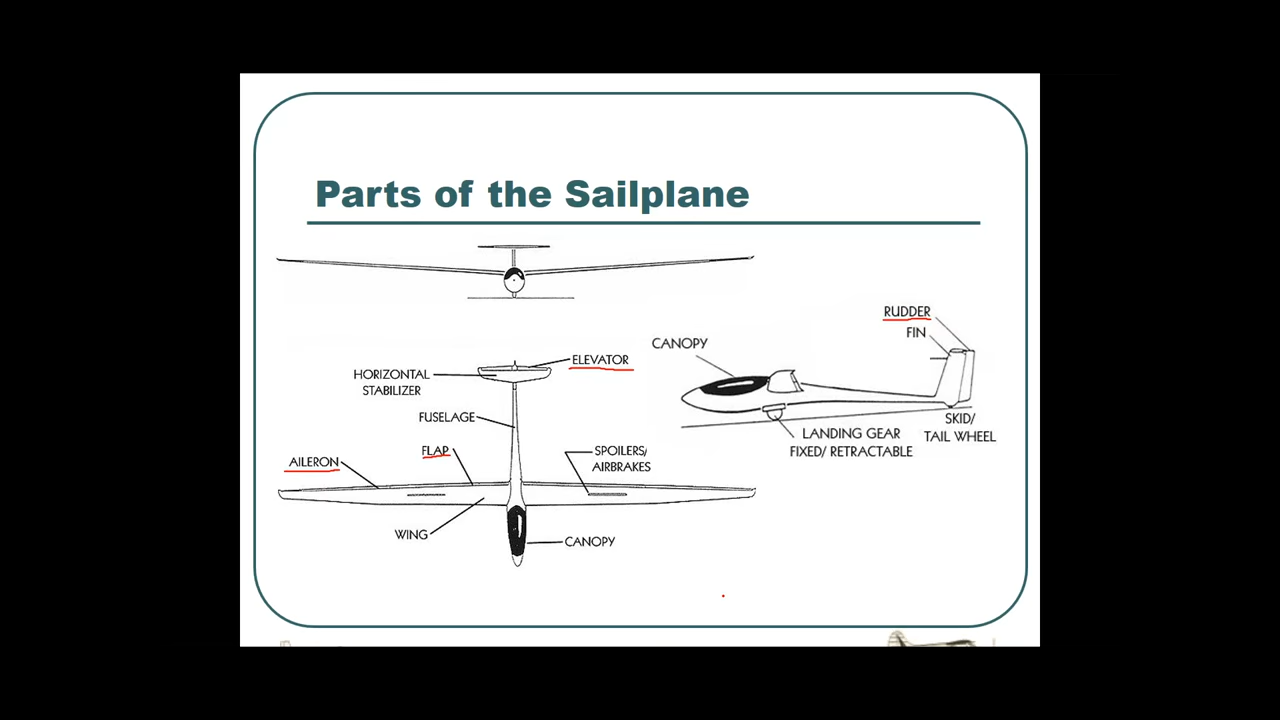 Parts of the Sailplane
RUDDER
FIN
CANOPY
ELEVATOR
HORIZONTAL
STABILIZER
FUSELAGE
SKID/
TAIL WHEEL
LANDING GEAR
FIXED/ RETRACTABLE
FLAP
SPOILERS/
AIRBRAKES
AILERON
WING
CANOPY